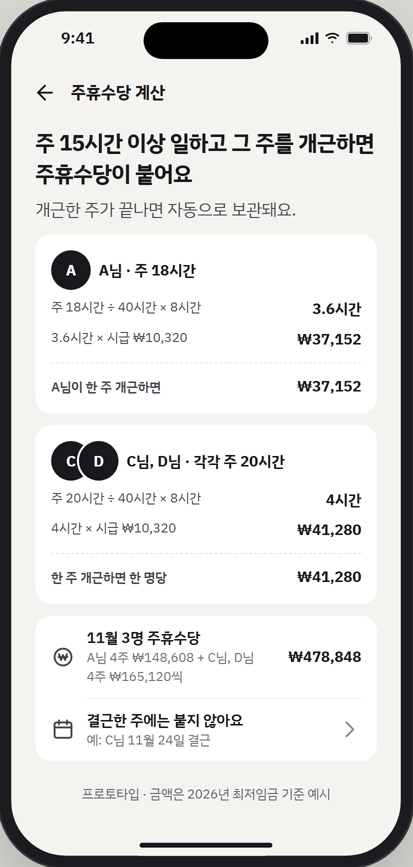 9:41
주휴수당 계산
주 15시간 이상 일하고 그 주를 개근하면
주휴수당이 붙어요
개근한 주가 끝나면 자동으로 보관돼요.
A A님 · 주 18시간
주 18시간 ÷ 40시간 × 8시간 3.6시간
3.6시간 × 시급 ₩10,320 ₩37,152
A님이 한 주 개근하면 ₩37,152
C D C님, D님 · 각각 주 20시간
주 20시간 ÷ 40시간 × 8시간 4시간
4시간 × 시급 ₩10,320 ₩41,280
한 주 개근하면 한 명당 ₩41,280
11월 3명 주휴수당
A님 4주 ₩148,608 + C님, D님 ₩478,848
4주 ₩165,120씩
결근한 주에는 붙지 않아요
예: C님 11월 24일 결근
프로토타입 · 금액은 2026년 최저임금 기준 예시